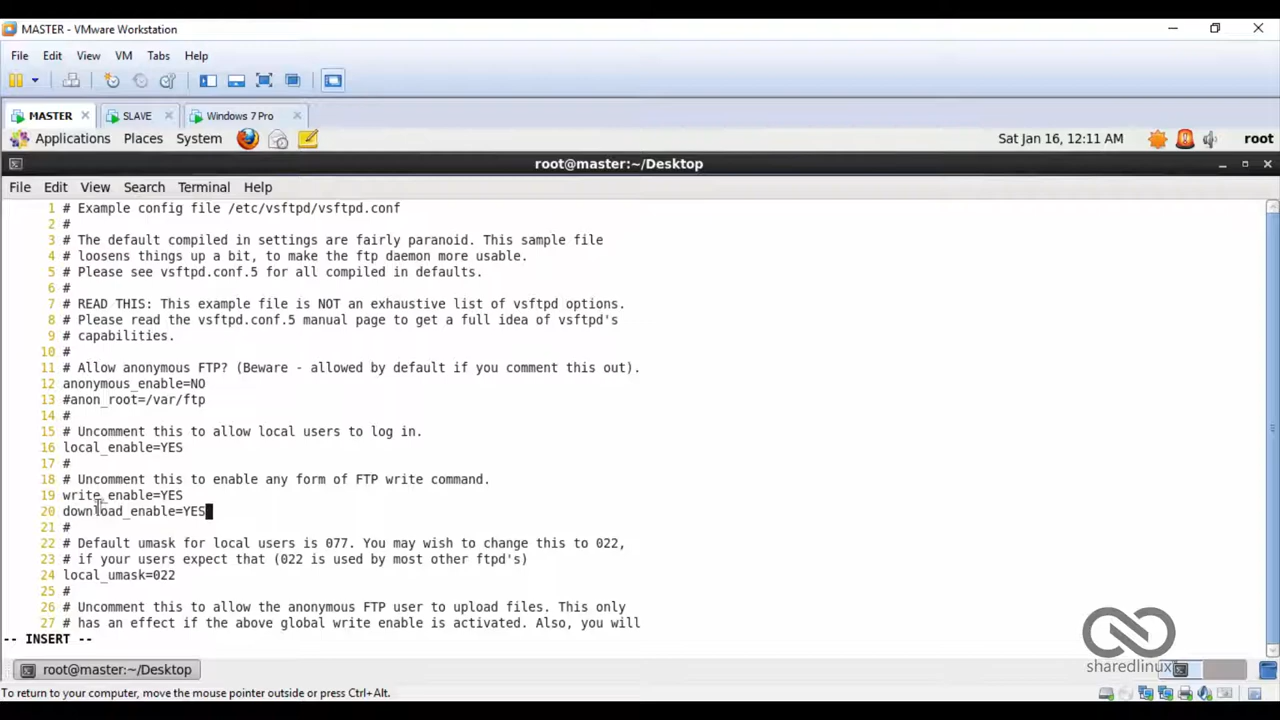 MASTER - VMware Workstation
File Edit View VM Tabs Help
MASTER SLAVE Windows 7 Pro
Applications Places System Sat Jan 16, 12:11 AM root
root@master:~/Desktop
File Edit View Search Terminal Help
1 # Example config file /etc/vsftpd/vsftpd.conf
2 #
3 # The default compiled in settings are fairly paranoid. This sample file
4 # loosens things up a bit, to make the ftp daemon more usable.
5 # Please see vsftpd.conf.5 for all compiled in defaults.
6 #
7 # READ THIS: This example file is NOT an exhaustive list of vsftpd options.
8 # Please read the vsftpd.conf.5 manual page to get a full idea of vsftpd's
9 # capabilities.
10 #
11 # Allow anonymous FTP? (Beware - allowed by default if you comment this out).
12 anonymous_enable=NO
13 #anon_root=/var/ftp
14 #
15 # Uncomment this to allow local users to log in.
16 local_enable=YES
17 #
18 # Uncomment this to enable any form of FTP write command.
19 write_enable=YES
20 download_enable=YES
21 #
22 # Default umask for local users is 077. You may wish to change this to 022,
23 # if your users expect that (022 is used by most other ftpd's)
24 local_umask=022
25 #
26 # Uncomment this to allow the anonymous FTP user to upload files. This only
27 # has an effect if the above global write enable is activated. Also, you will
-- INSERT --
sharedlinux
root@master:~/Desktop
To return to your computer, move the mouse pointer outside or press Ctrl+Alt.